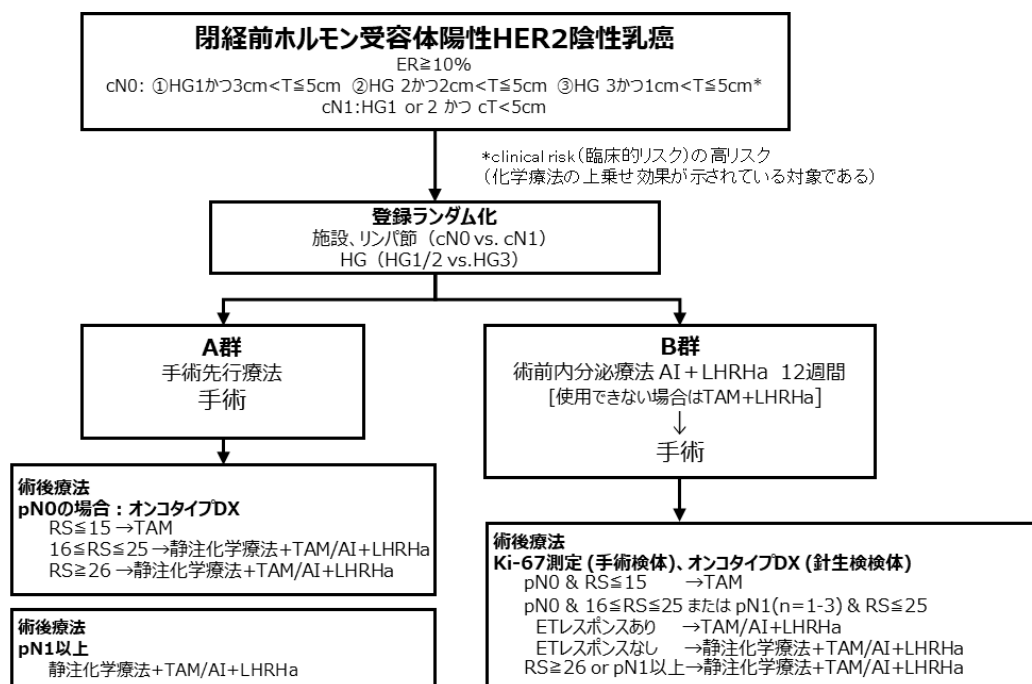 閉経前ホルモン受容体陽性HER2陰性乳癌
ER≧10%
cN0: ①HG1かつ3cm<T≦5cm ②HG 2かつ2cm<T≦5cm ③HG 3かつ1cm<T≦5cm*
cN1:HG1 or 2 かつ cT<5cm
*clinical risk(臨床的リスク)の高リスク
(化学療法の上乗せ効果が示されている対象である)
登録ランダム化
施設、リンパ節（cN0 vs. cN1）
HG（HG1/2 vs.HG3）
A群
手術先行療法
手術
B群
術前内分泌療法 AI＋LHRHa 12週間
[使用できない場合はTAM+LHRHa]
↓
手術
術後療法
pN0の場合：オンコタイプDX
RS≦15 →TAM
16≦RS≦25→静注化学療法+TAM/AI+LHRHa
RS≧26 →静注化学療法+TAM/AI+LHRHa
術後療法
pN1以上
静注化学療法+TAM/AI+LHRHa
術後療法
Ki-67測定 (手術検体)、オンコタイプDX (針生検検体)
pN0 & RS≦15 →TAM
pN0 & 16≦RS≦25 または pN1(n=1-3) & RS≦25
ETレスポンスあり →TAM/AI+LHRHa
ETレスポンスなし →静注化学療法+TAM/AI+LHRHa
RS≧26 or pN1以上→静注化学療法+TAM/AI+LHRHa